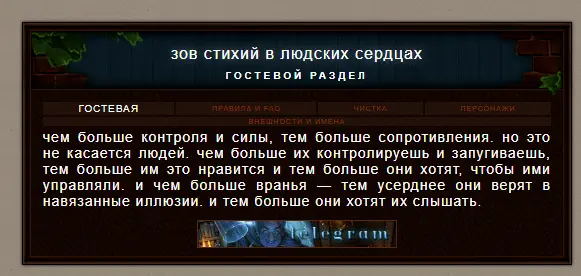 зов стихий в людских сердцах
ГОСТЕВОЙ РАЗДЕЛ
ГОСТЕВАЯ ПРАВИЛА И FAQ ЧИСТКА ПЕРСОНАЖИ
ВНЕШНОСТИ И ИМЕНА
чем больше контроля и силы, тем больше сопротивления. но это
не касается людей. чем больше их контролируешь и запугиваешь,
тем больше им это нравится и тем больше они хотят, чтобы ими
управляли. и чем больше вранья — тем усерднее они верят в
навязанные иллюзии. и тем больше они хотят их слышать.
telegram